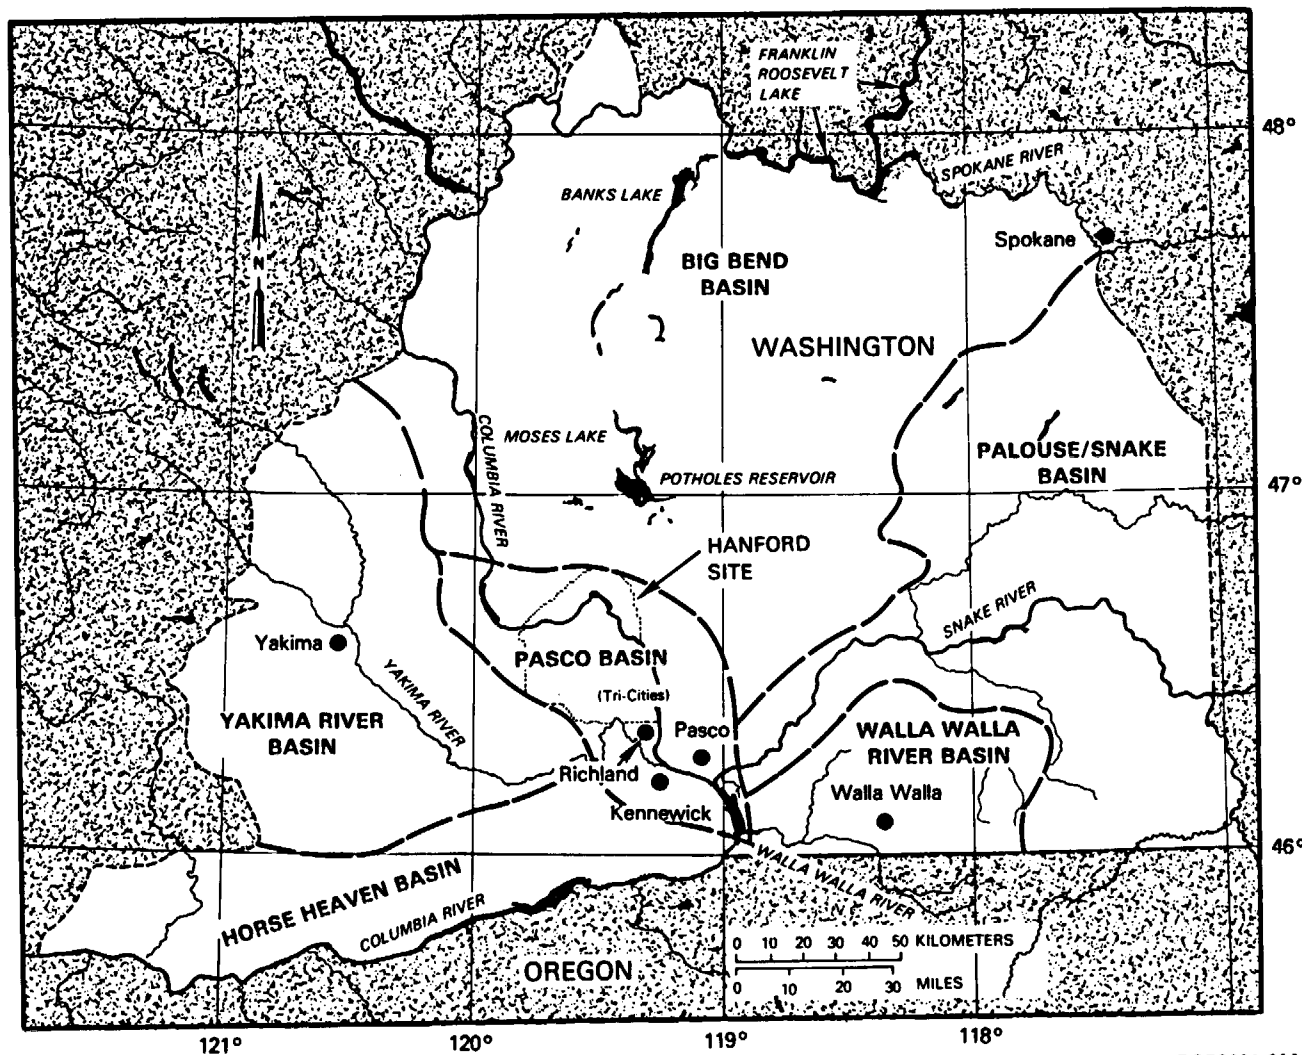 FRANKLIN
ROOSEVELT
LAKE
48°
SPOKANE RIVER
BANKS LAKE
N
Spokane
BIG BEND
BASIN
WASHINGTON
COLUMBIA RIVER
MOSES LAKE
POTHOLES RESERVOIR
PALOUSE/SNAKE
BASIN
47°
HANFORD
SITE
SNAKE RIVER
Yakima
YAKIMA RIVER
PASCO BASIN
(Tri-Cities)
YAKIMA RIVER
BASIN
Pasco
WALLA WALLA
RIVER BASIN
Richland
Kennewick
Walla Walla
46°
WALLA WALLA RIVER
HORSE HEAVEN BASIN
COLUMBIA RIVER
0 10 20 30 40 50 KILOMETERS
0 10 20 30 MILES
OREGON
121° 120° 119° 118°